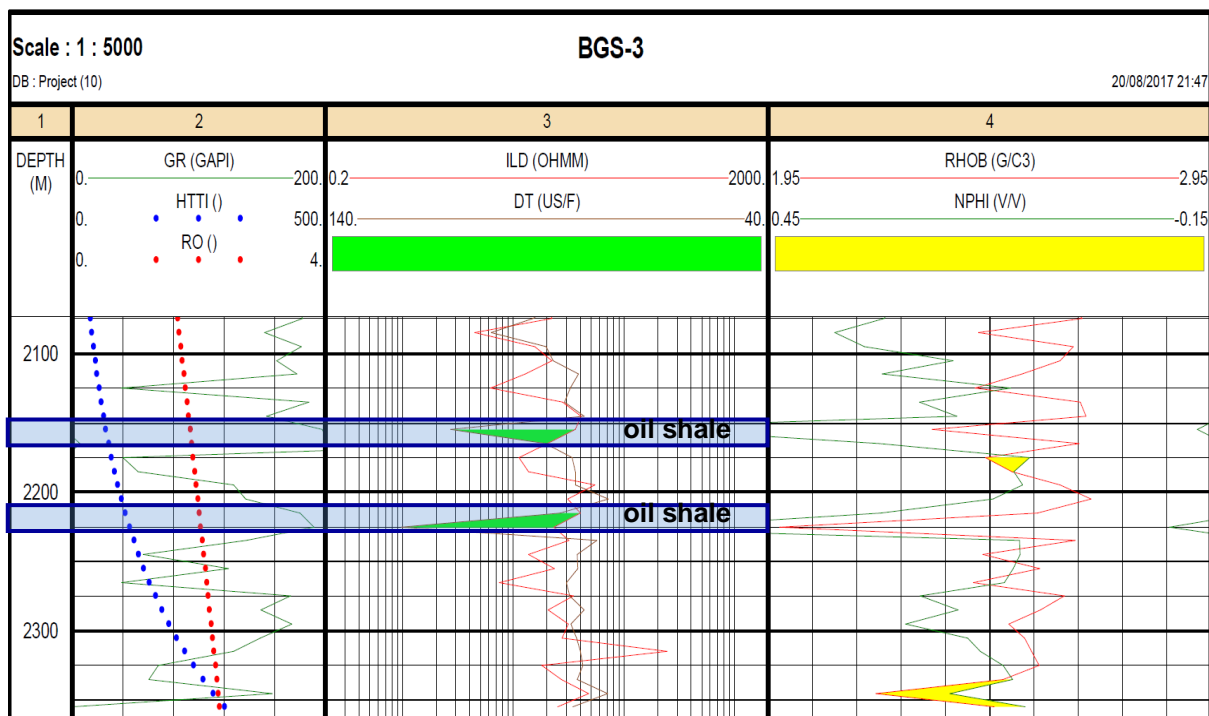 Scale : 1 : 5000
BGS-3
DB : Project (10)
20/08/2017 21:47
1 2 3 4
DEPTH
(M)
GR (GAPI)
0. 200.
HTTI ()
0. 500.
RO ()
0. 4.
ILD (OHMM)
0.2 2000.
DT (US/F)
140. 40.
RHOB (G/C3)
1.95 2.95
NPHI (V/V)
0.45 -0.15
2100
oil shale
2200
oil shale
2300